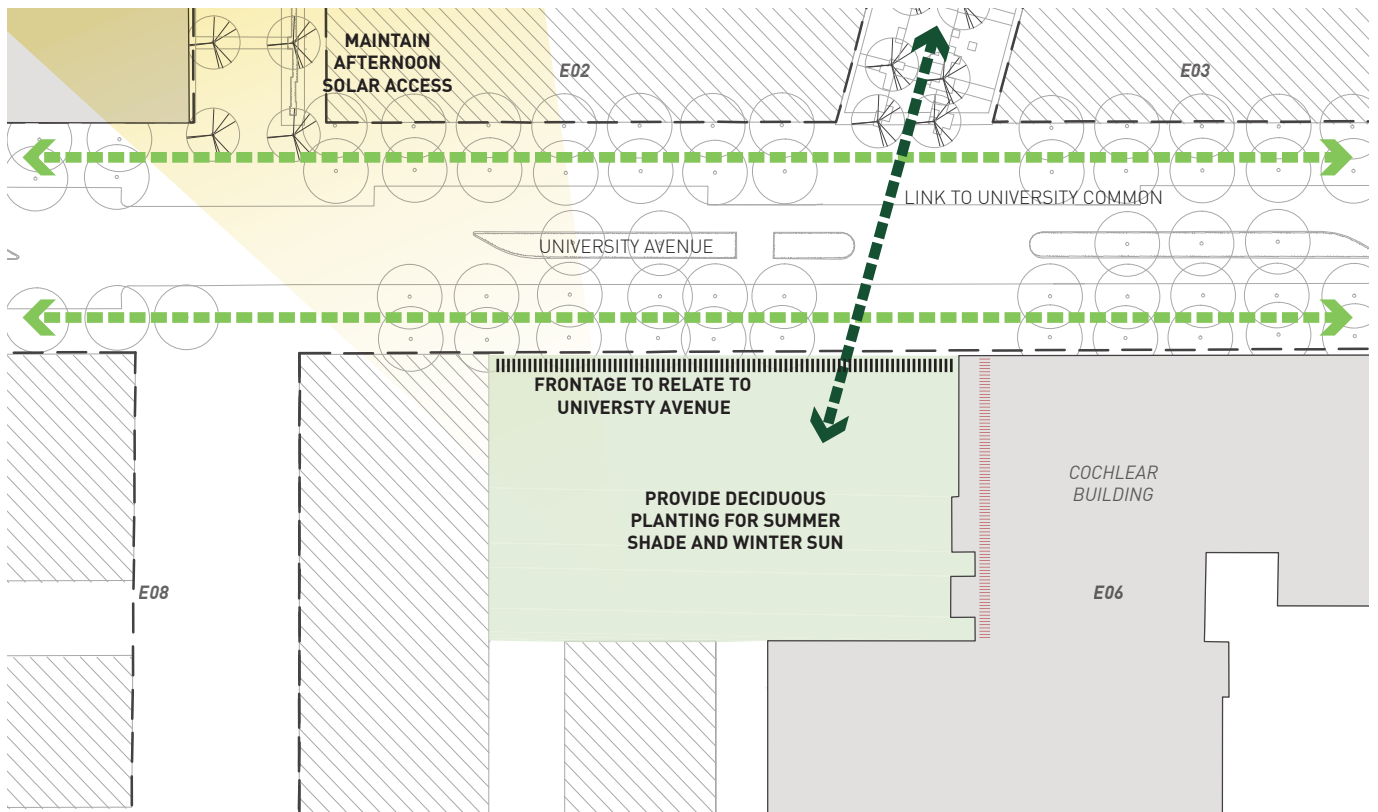 MAINTAIN
AFTERNOON
SOLAR ACCESS
E02
E03
LINK TO UNIVERSITY COMMON
UNIVERSITY AVENUE
FRONTAGE TO RELATE TO
UNIVERSTY AVENUE
COCHLEAR
BUILDING
PROVIDE DECIDUOUS
PLANTING FOR SUMMER
SHADE AND WINTER SUN
E08
E06